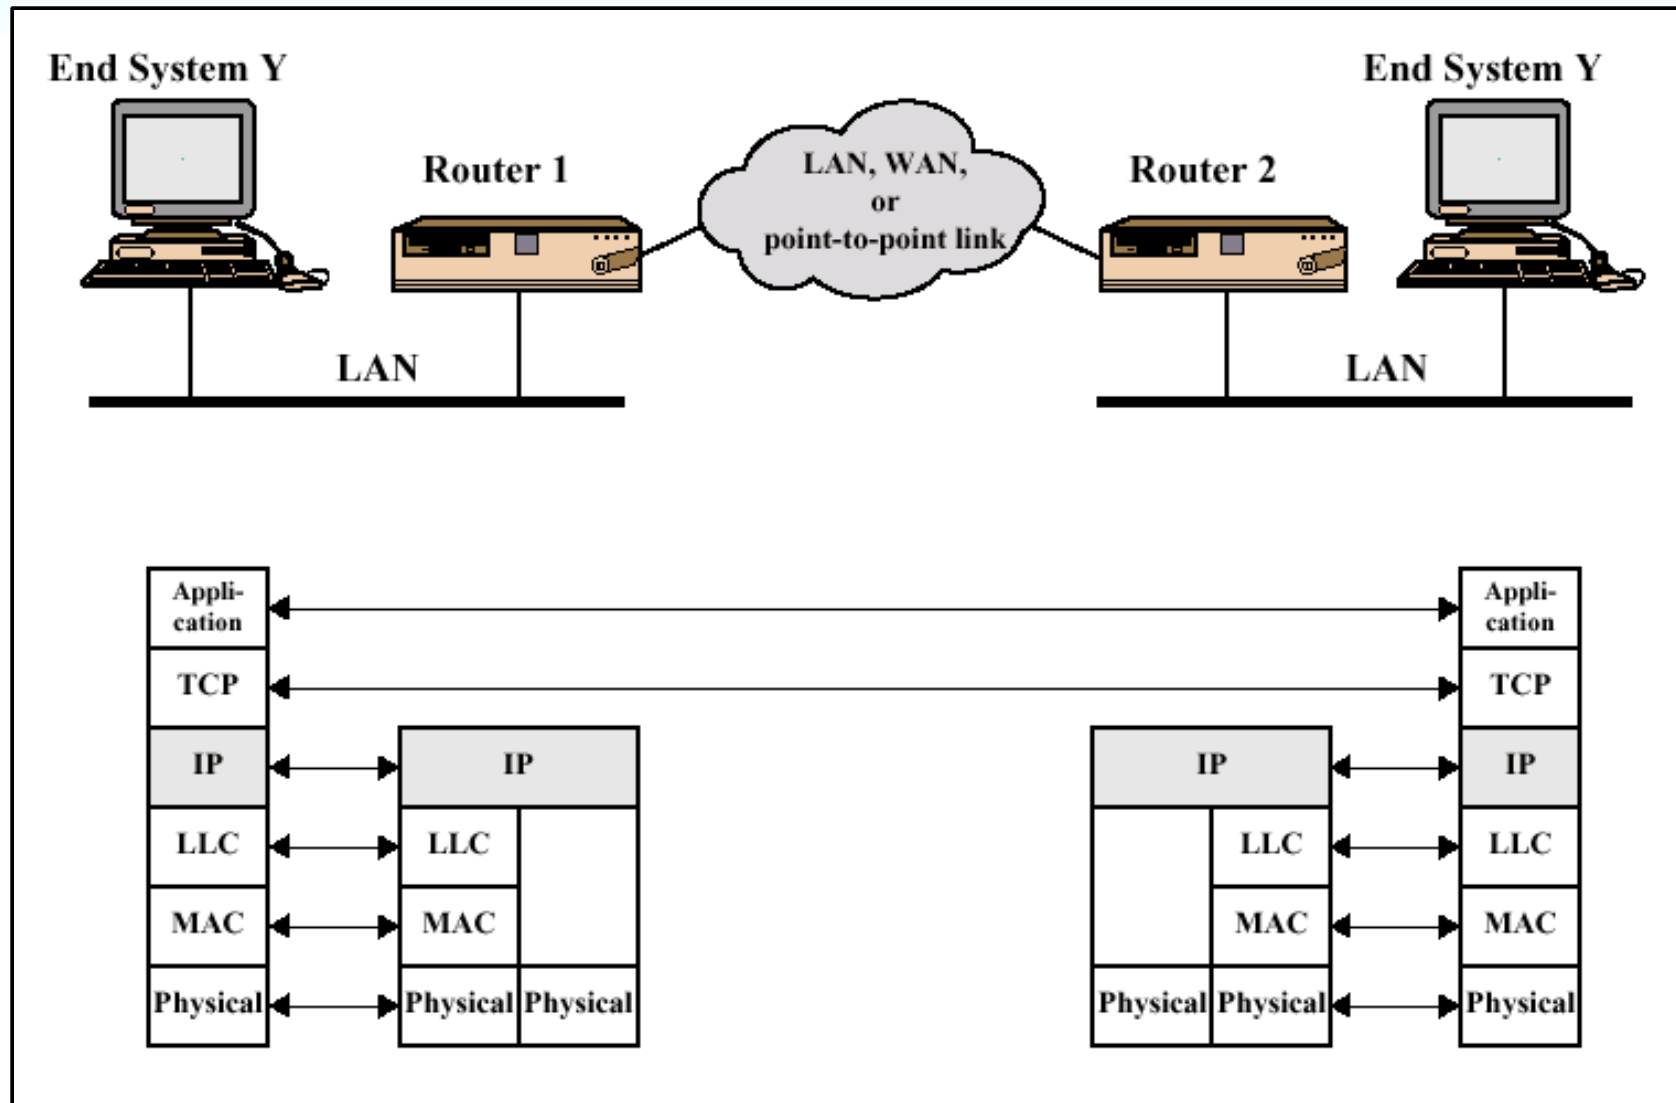 End System Y
End System Y
Router 1
LAN, WAN,
or
point-to-point link
Router 2
LAN
LAN
Appli-
cation
Appli-
cation
TCP
TCP
IP
IP
IP
IP
LLC
LLC
LLC
LLC
MAC
MAC
MAC
MAC
Physical
Physical
Physical
Physical
Physical
Physical